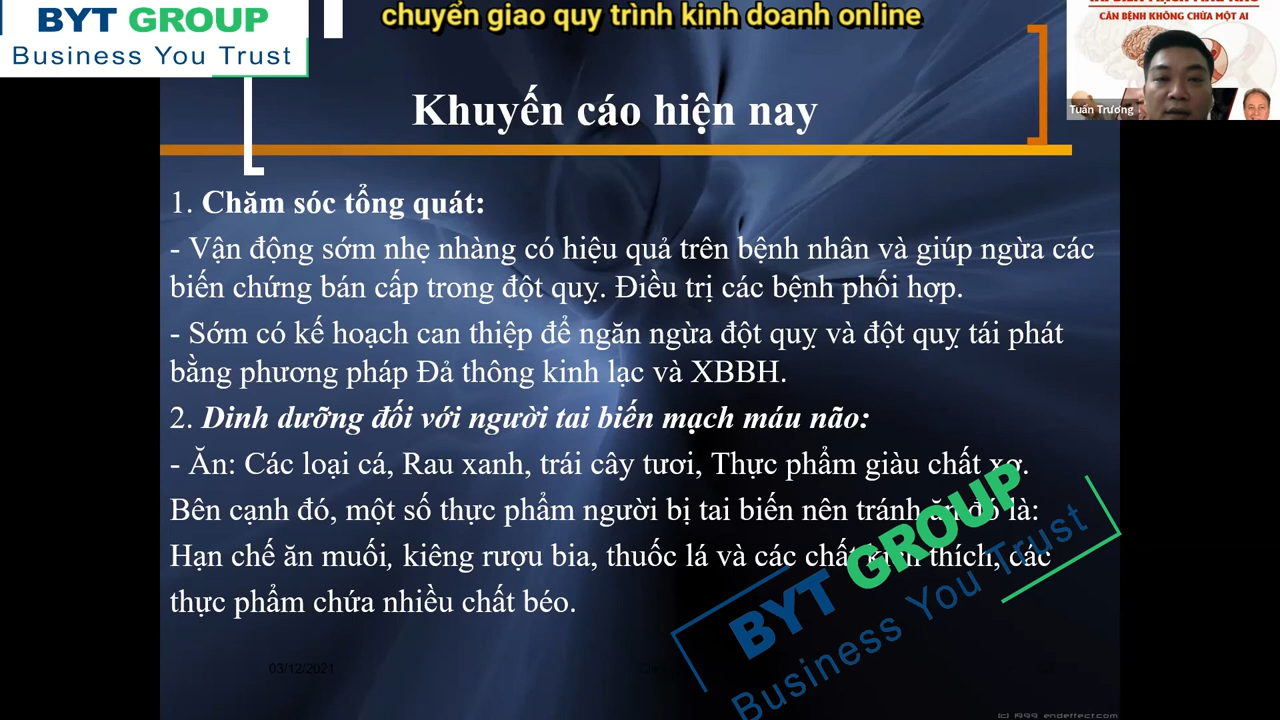 BYT GROUP
Business You Trust
chuyển giao quy trình kinh doanh online
CĂN BỆNH KHÔNG CHỪA MỘT AI
Tuấn Trương
Khuyến cáo hiện nay
1. Chăm sóc tổng quát:
- Vận động sớm nhẹ nhàng có hiệu quả trên bệnh nhân và giúp ngừa các
biến chứng bán cấp trong đột quỵ. Điều trị các bệnh phối hợp.
- Sớm có kế hoạch can thiệp để ngăn ngừa đột quỵ và đột quỵ tái phát
bằng phương pháp Đả thông kinh lạc và XBBH.
2. Dinh dưỡng đối với người tai biến mạch máu não:
- Ăn: Các loại cá, Rau xanh, trái cây tươi, Thực phẩm giàu chất xơ.
Bên cạnh đó, một số thực phẩm người bị tai biến nên tránh ăn đó là:
Hạn chế ăn muối, kiêng rượu bia, thuốc lá và các chất kích thích, các
thực phẩm chứa nhiều chất béo.
BYT GROUP
Business You Trust
03/12/2021
(c) 1999 endeffect.com